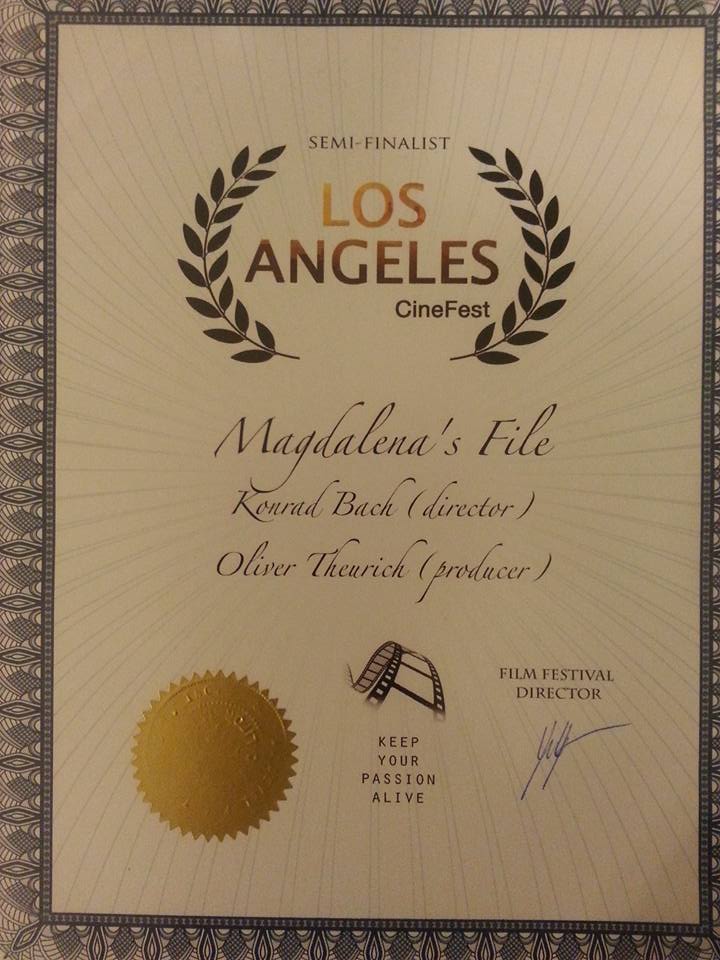 SEMI-FINALIST
LOS
ANGELES
CineFest
Magdalena's File
Konrad Bach (director)
Oliver Theurich (producer)
FILM FESTIVAL
DIRECTOR
KEEP
YOUR
PASSION
ALIVE